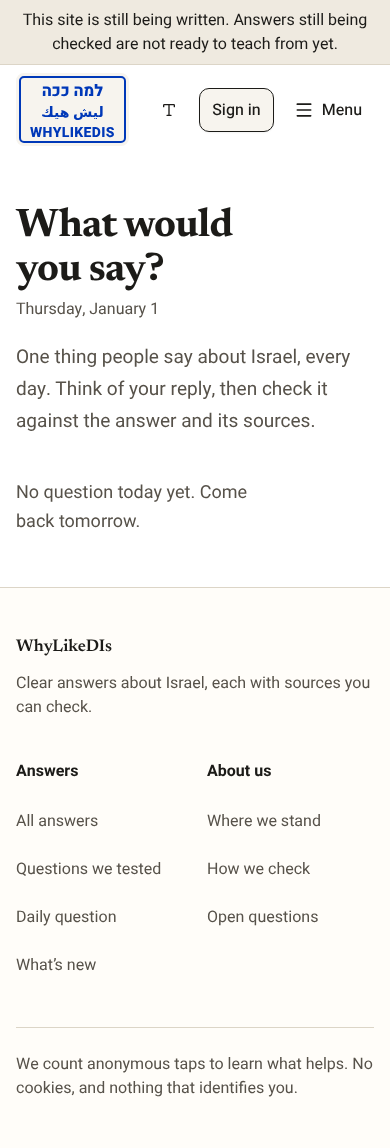 This site is still being written. Answers still being
checked are not ready to teach from yet.
למה ככה
ليش هيك
WHYLIKEDIS
T
Sign in
Menu
What would
you say?
Thursday, January 1
One thing people say about Israel, every
day. Think of your reply, then check it
against the answer and its sources.
No question today yet. Come
back tomorrow.
WhyLikeDIs
Clear answers about Israel, each with sources you
can check.
Answers
About us
All answers
Where we stand
Questions we tested
How we check
Daily question
Open questions
What's new
We count anonymous taps to learn what helps. No
cookies, and nothing that identifies you.